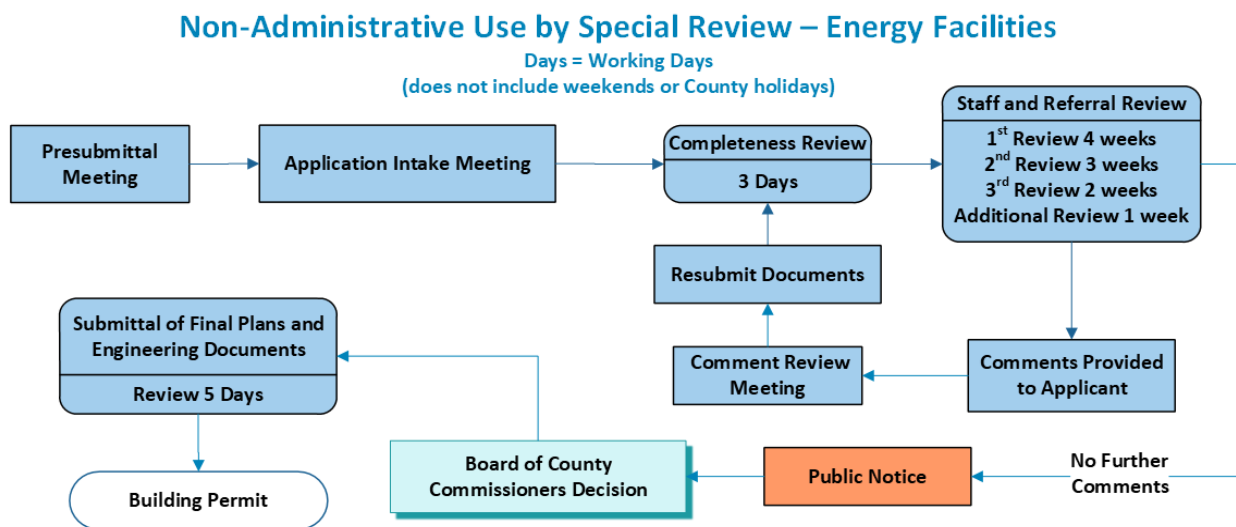 Non-Administrative Use by Special Review – Energy Facilities
Days = Working Days
(does not include weekends or County holidays)
Presubmittal
Meeting
Application Intake Meeting
Completeness Review
3 Days
Staff and Referral Review
1st Review 4 weeks
2nd Review 3 weeks
3rd Review 2 weeks
Additional Review 1 week
Resubmit Documents
Submittal of Final Plans and
Engineering Documents
Review 5 Days
Comment Review
Meeting
Comments Provided
to Applicant
Building Permit
Board of County
Commissioners Decision
Public Notice
No Further
Comments